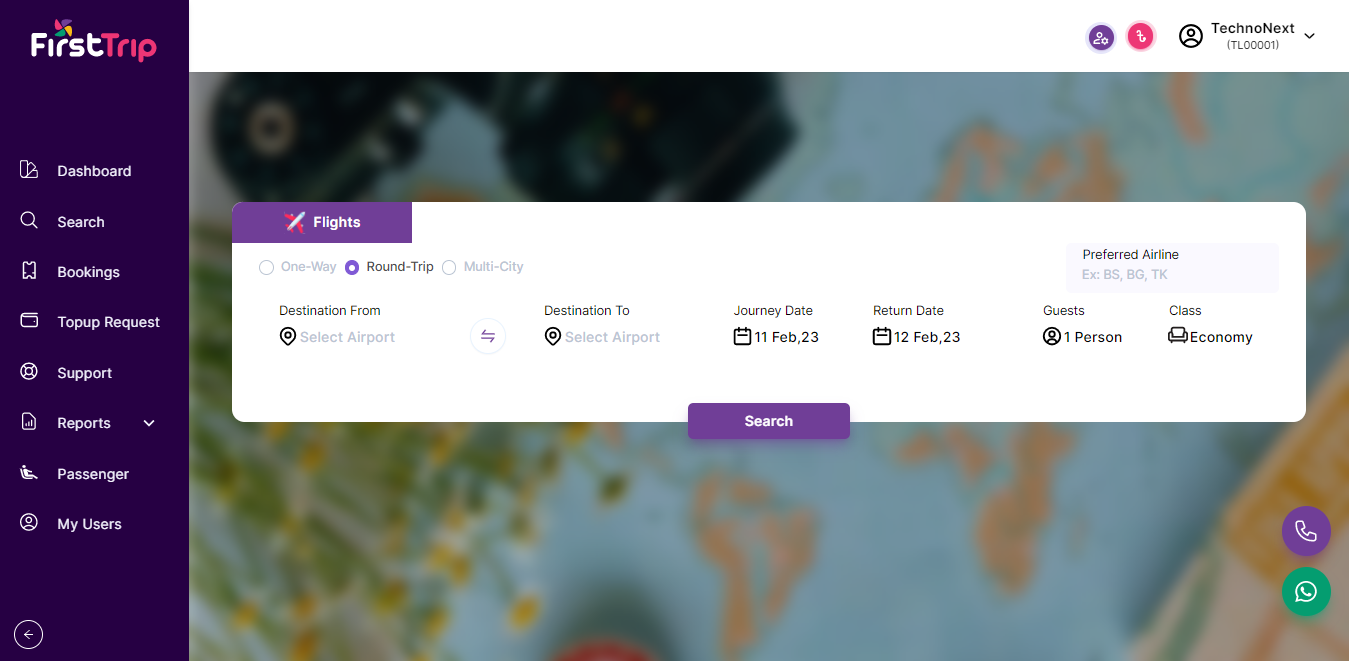 FirstTrip
TechnoNext
(TL00001)
Dashboard
Search
Bookings
Topup Request
Support
Reports
Passenger
My Users
Flights
One-Way Round-Trip Multi-City
Preferred Airline
Ex: BS, BG, TK
Destination From Destination To Journey Date Return Date Guests Class
Select Airport Select Airport 11 Feb,23 12 Feb,23 1 Person Economy
Search